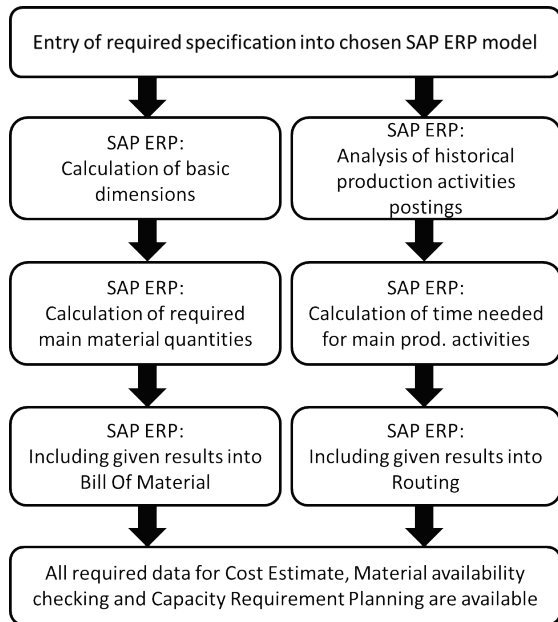 Entry of required specification into chosen SAP ERP model
SAP ERP:
Calculation of basic
dimensions
SAP ERP:
Analysis of historical
production activities
postings
SAP ERP:
Calculation of required
main material quantities
SAP ERP:
Calculation of time needed
for main prod. activities
SAP ERP:
Including given results into
Bill Of Material
SAP ERP:
Including given results into
Routing
All required data for Cost Estimate, Material availability
checking and Capacity Requirement Planning are available